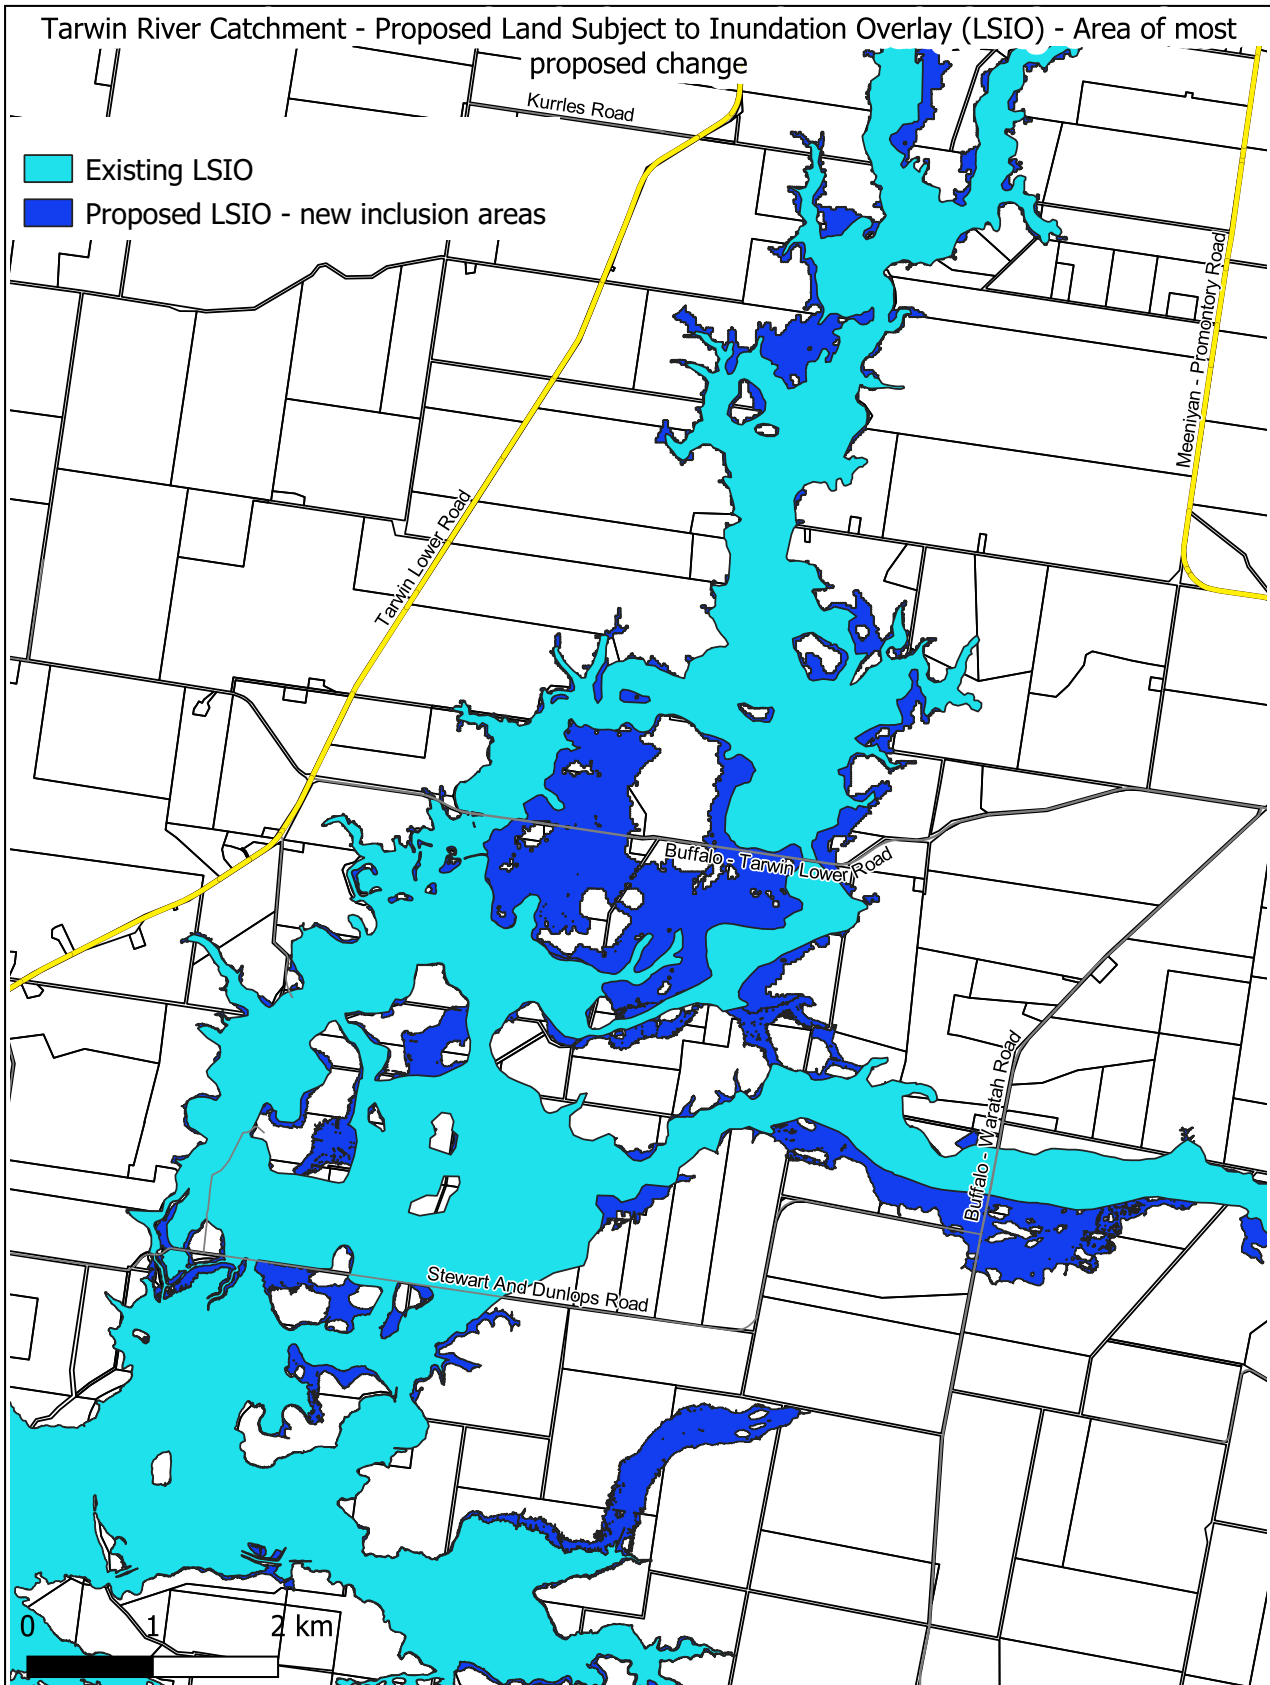 Tarwin River Catchment - Proposed Land Subject to Inundation Overlay (LSIO) - Area of most
proposed change
Kurrles Road
Existing LSIO
Proposed LSIO - new inclusion areas
Meeniyan - Promontory Road
Tarwin Lower Road
Buffalo - Tarwin Lower Road
Buffalo - Waratah Road
Stewart And Dunlops Road
0 1 2 km